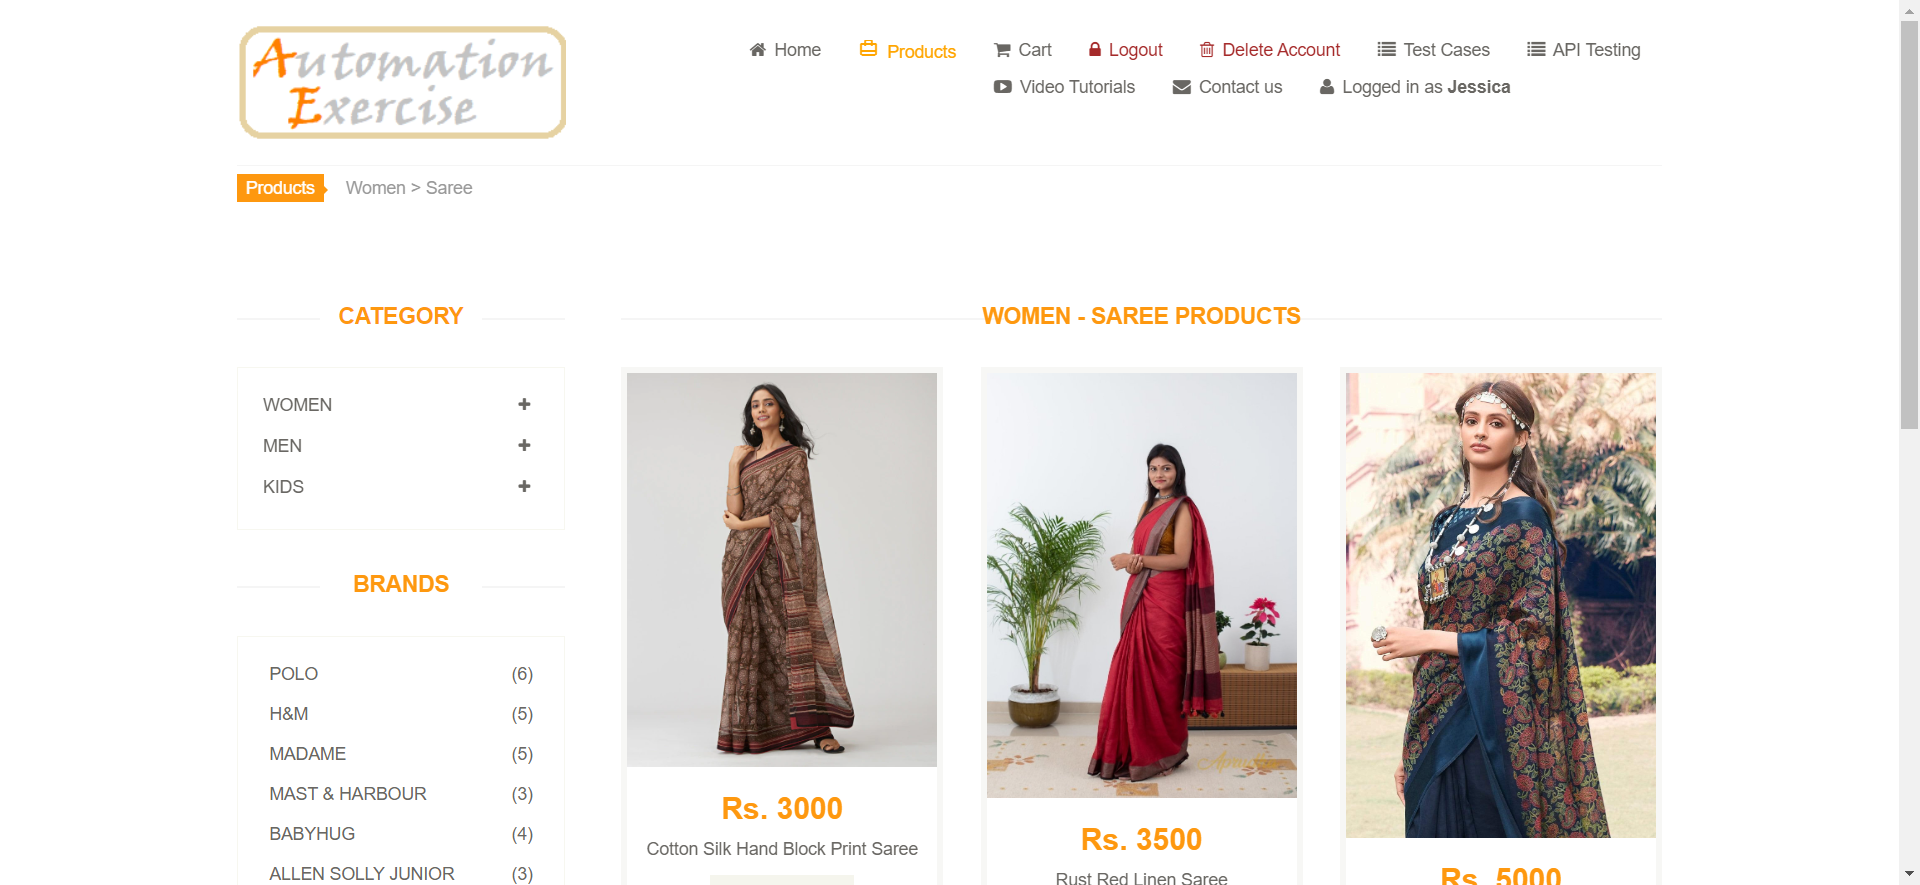 Automation
Exercise
Home
Products
Cart
Logout
Delete Account
Test Cases
API Testing
Video Tutorials
Contact us
Logged in as Jessica
Products
Women > Saree
CATEGORY
WOMEN
MEN
KIDS
BRANDS
POLO (6)
H&M (5)
MADAME (5)
MAST & HARBOUR (3)
BABYHUG (4)
ALLEN SOLLY JUNIOR (3)
WOMEN - SAREE PRODUCTS
Rs. 3000
Cotton Silk Hand Block Print Saree
Rs. 3500
Rust Red Linen Saree
Rs. 5000